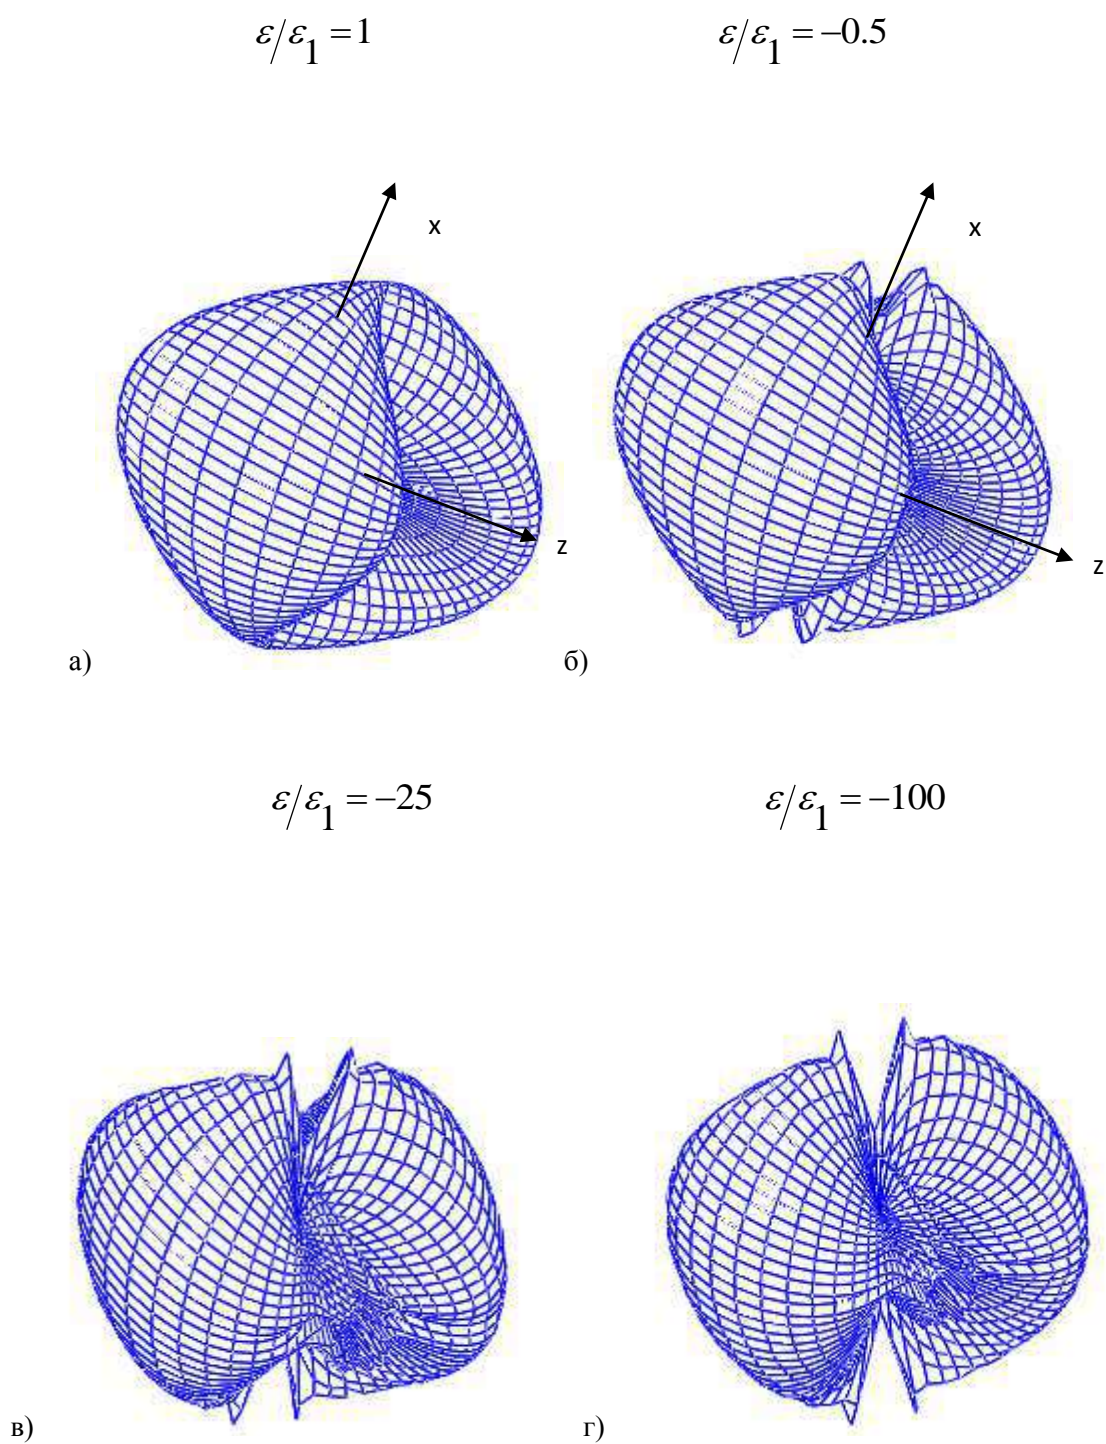 ε/ε₁ = 1
ε/ε₁ = −0.5
x
x
z
z
а)
б)
ε/ε₁ = −25
ε/ε₁ = −100
в)
г)